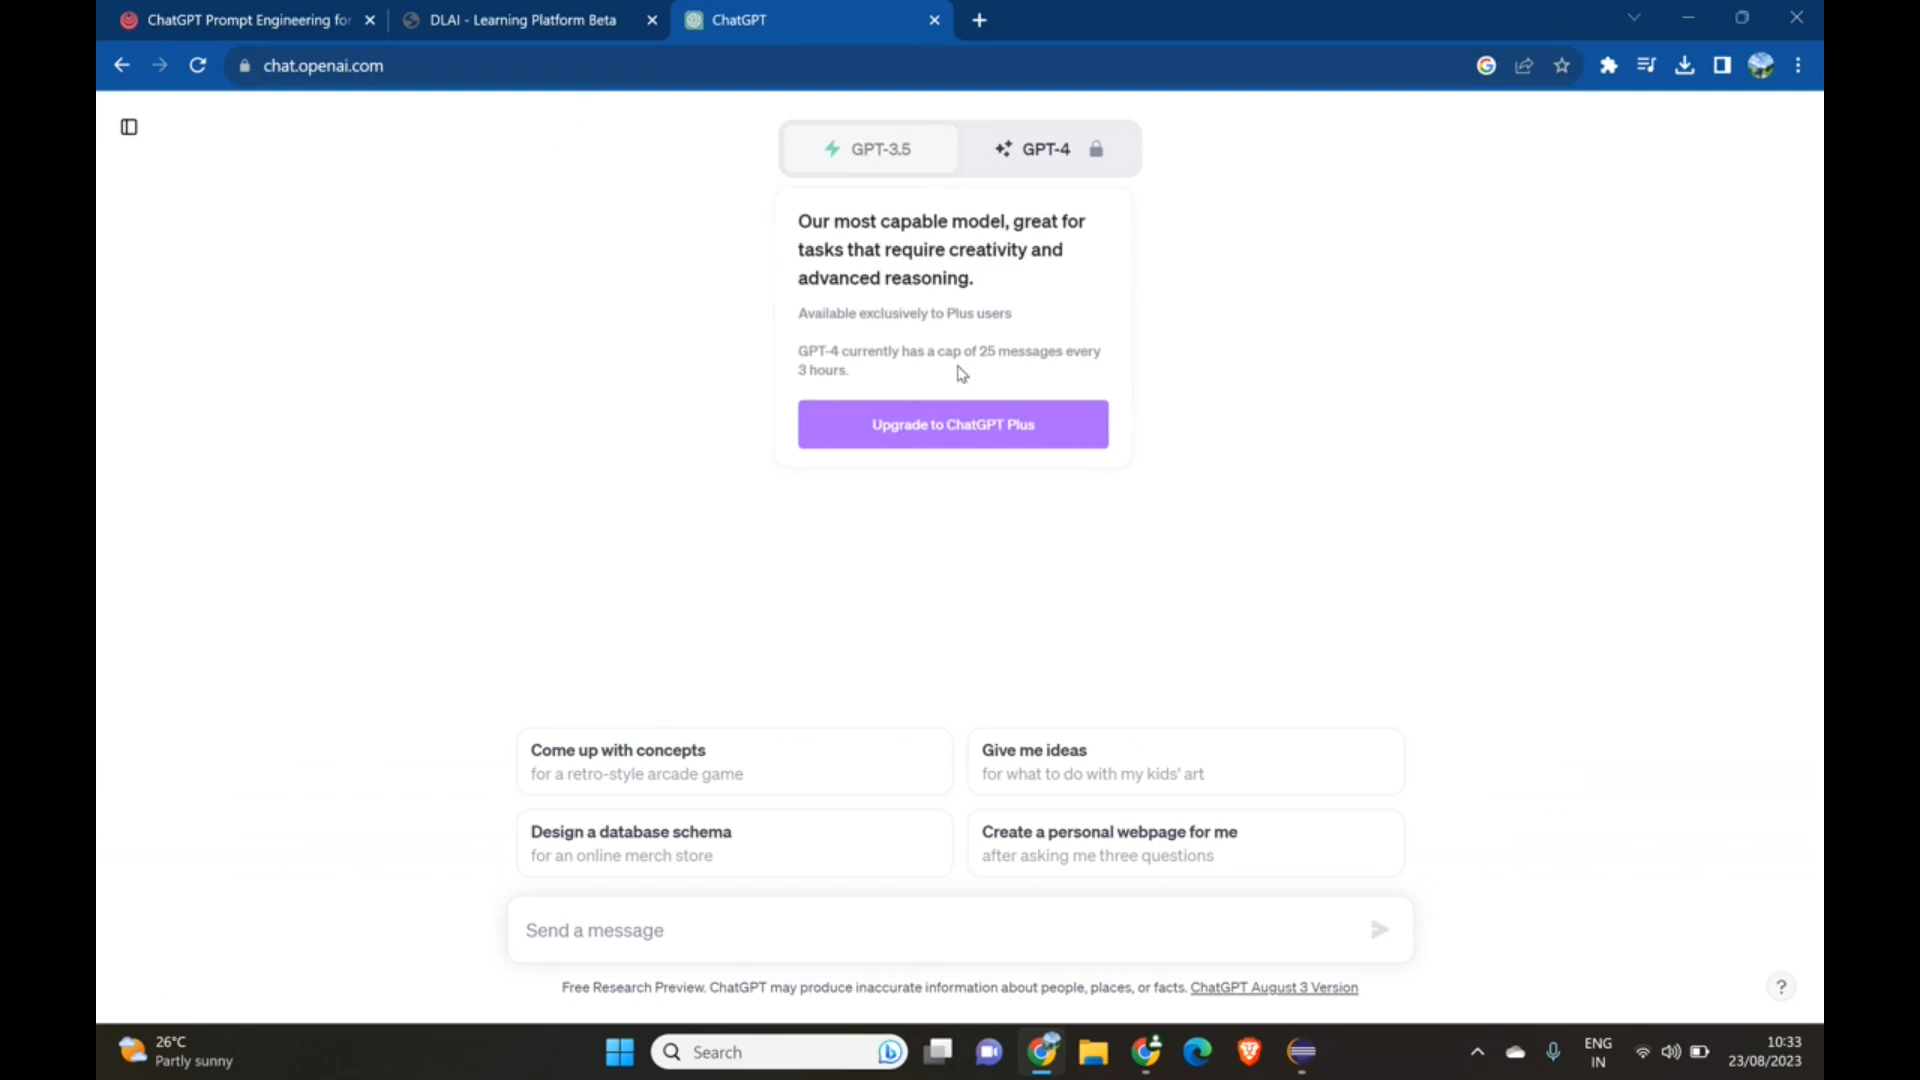 ChatGPT Prompt Engineering for
DLAI - Learning Platform Beta
ChatGPT
chat.openai.com
GPT-3.5
GPT-4
Our most capable model, great for
tasks that require creativity and
advanced reasoning.
Available exclusively to Plus users
GPT-4 currently has a cap of 25 messages every
3 hours.
Upgrade to ChatGPT Plus
Come up with concepts
for a retro-style arcade game
Give me ideas
for what to do with my kids' art
Design a database schema
for an online merch store
Create a personal webpage for me
after asking me three questions
Send a message
Free Research Preview. ChatGPT may produce inaccurate information about people, places, or facts. ChatGPT August 3 Version
?
26°C
Partly sunny
Search
ENG
IN
10:33
23/08/2023